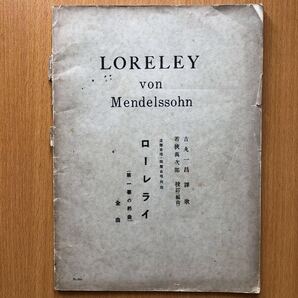 LORELEY
von
Mendelssohn
吉丸一昌 譯歌
若狹萬次郎 校訂編曲
ローレライ
(第一幕の終曲)
全曲